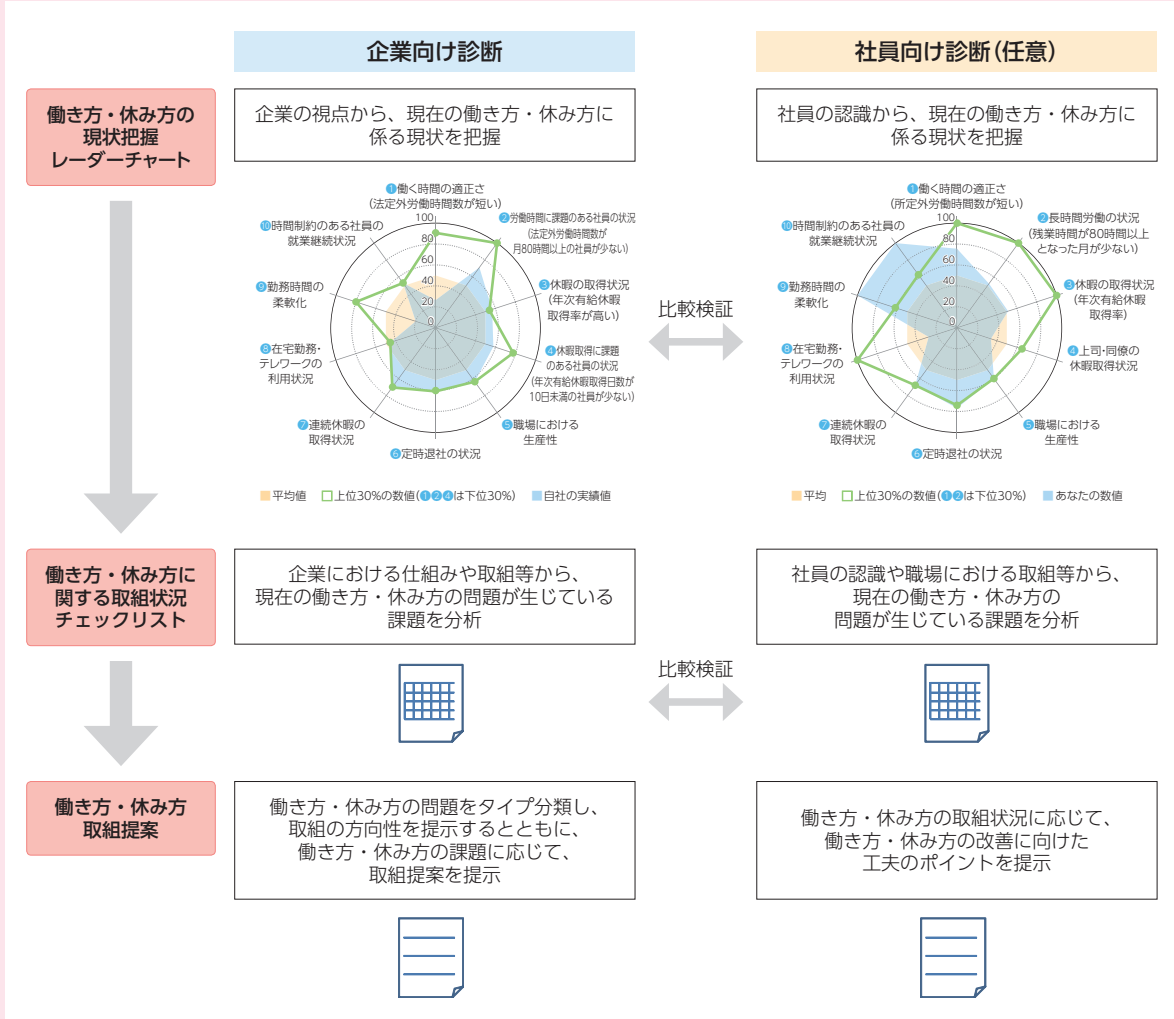 企業向け診断
社員向け診断(任意)
働き方・休み方の
現状把握
レーダーチャート
企業の視点から、現在の働き方・休み方に
係る現状を把握
社員の認識から、現在の働き方・休み方に
係る現状を把握
❶働く時間の適正さ
(法定外労働時間数が短い)
❷労働時間に課題のある社員の状況
(法定外労働時間数が
月80時間以上の社員が少ない)
❸休暇の取得状況
(年次有給休暇
取得率が高い)
❹休暇取得に課題
のある社員の状況
(年次有給休暇取得日数が
10日未満の社員が少ない)
❺職場における
生産性
❻定時退社の状況
❼連続休暇の
取得状況
❽在宅勤務・
テレワークの
利用状況
❾勤務時間の
柔軟化
❿時間制約のある社員の
就業継続状況
100
80
60
40
20
0
平均値 上位30%の数値(❶❷❹は下位30%) 自社の実績値
比較検証
❶働く時間の適正さ
(所定外労働時間数が短い)
❷長時間労働の状況
(残業時間が80時間以上
となった月が少ない)
❸休暇の取得状況
(年次有給休暇
取得率)
❹上司・同僚の
休暇取得状況
❺職場における
生産性
❻定時退社の状況
❼連続休暇の
取得状況
❽在宅勤務・
テレワークの
利用状況
❾勤務時間の
柔軟化
❿時間制約のある社員の
就業継続状況
100
80
60
40
20
0
平均 上位30%の数値(❶❷は下位30%) あなたの数値
働き方・休み方に
関する取組状況
チェックリスト
企業における仕組みや取組等から、
現在の働き方・休み方の問題が生じている
課題を分析
社員の認識や職場における取組等から、
現在の働き方・休み方の
問題が生じている課題を分析
比較検証
働き方・休み方
取組提案
働き方・休み方の問題をタイプ分類し、
取組の方向性を提示するとともに、
働き方・休み方の課題に応じて、
取組提案を提示
働き方・休み方の取組状況に応じて、
働き方・休み方の改善に向けた
工夫のポイントを提示